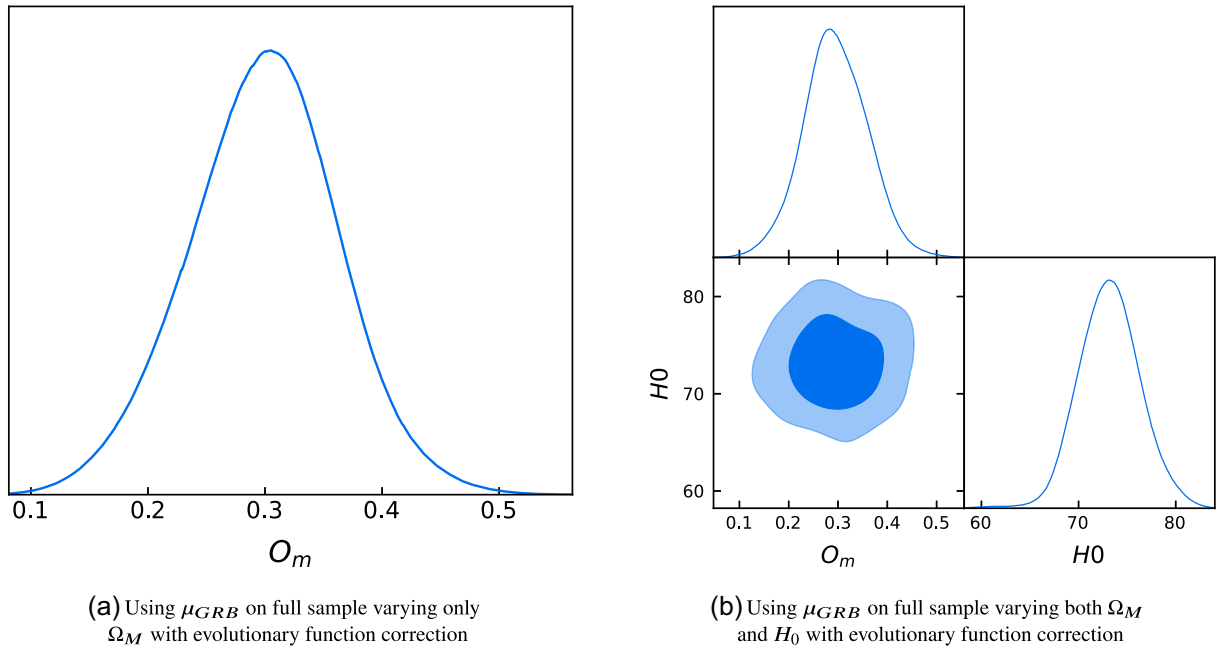 0.1 0.2 0.3 0.4 0.5
O_m
(a) Using μ_GRB on full sample varying only
Ω_M with evolutionary function correction
80
70
60
H0
0.1 0.2 0.3 0.4 0.5
O_m
60 70 80
H0
(b) Using μ_GRB on full sample varying both Ω_M
and H_0 with evolutionary function correction